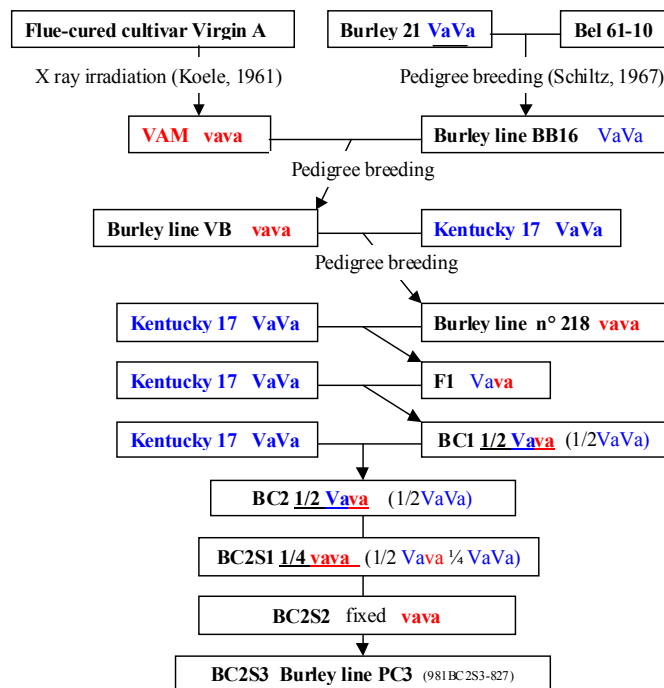 Flue-cured cultivar Virgin A
Burley 21 VaVa
Bel 61-10
X ray irradiation (Koele, 1961)
Pedigree breeding (Schiltz, 1967)
VAM vava
Burley line BB16 VaVa
Pedigree breeding
Burley line VB vava
Kentucky 17 VaVa
Pedigree breeding
Kentucky 17 VaVa
Burley line n° 218 vava
Kentucky 17 VaVa
F1 Vava
Kentucky 17 VaVa
BC1 1/2 Vava (1/2VaVa)
BC2 1/2 Vava (1/2VaVa)
BC2S1 1/4 vava (1/2 Vava ¼ VaVa)
BC2S2 fixed vava
BC2S3 Burley line PC3 (981BC2S3-827)